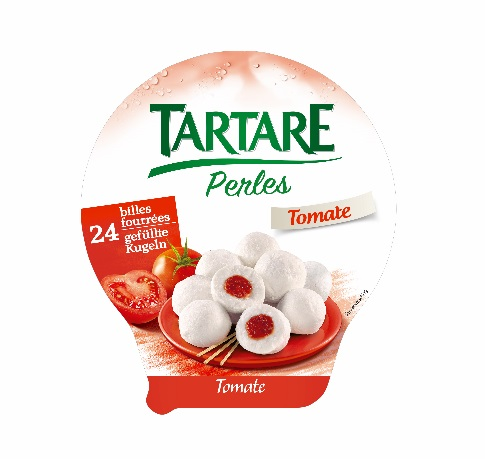 TARTARE
Perles
Tomate
24
billes
fourrées
gefüllte
Kugeln
Tomate